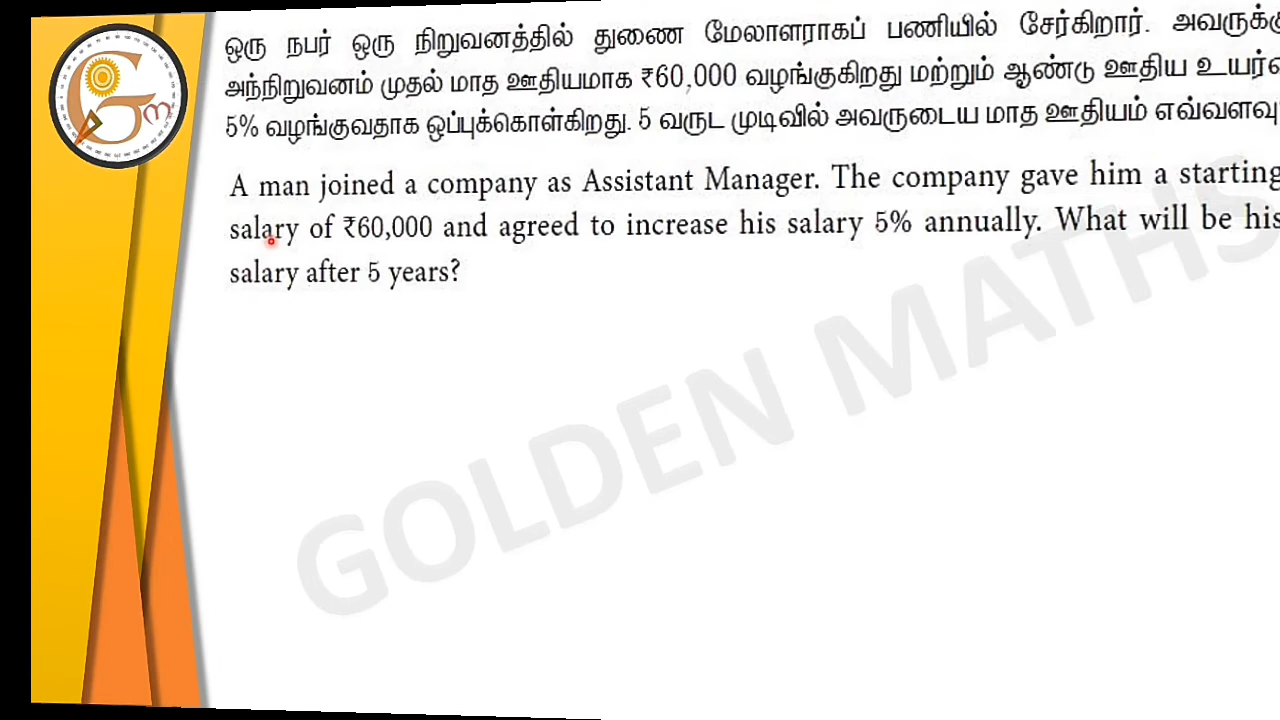 ஒரு நபர் ஒரு நிறுவனத்தில் துணை மேலாளராகப் பணியில் சேர்கிறார்.
அந்நிறுவனம் முதல் மாத ஊதியமாக ₹60,000 வழங்குகிறது மற்றும் ஆண்டு ஊதிய
5% வழங்குவதாக ஒப்புக்கொள்கிறது. 5 வருட முடிவில் அவருடைய மாத ஊதியம் எவ்வளவு
A man joined a company as Assistant Manager. The company gave him a starting
salary of ₹60,000 and agreed to increase his salary 5% annually. What will be his
salary after 5 years?
GOLDEN MATHS